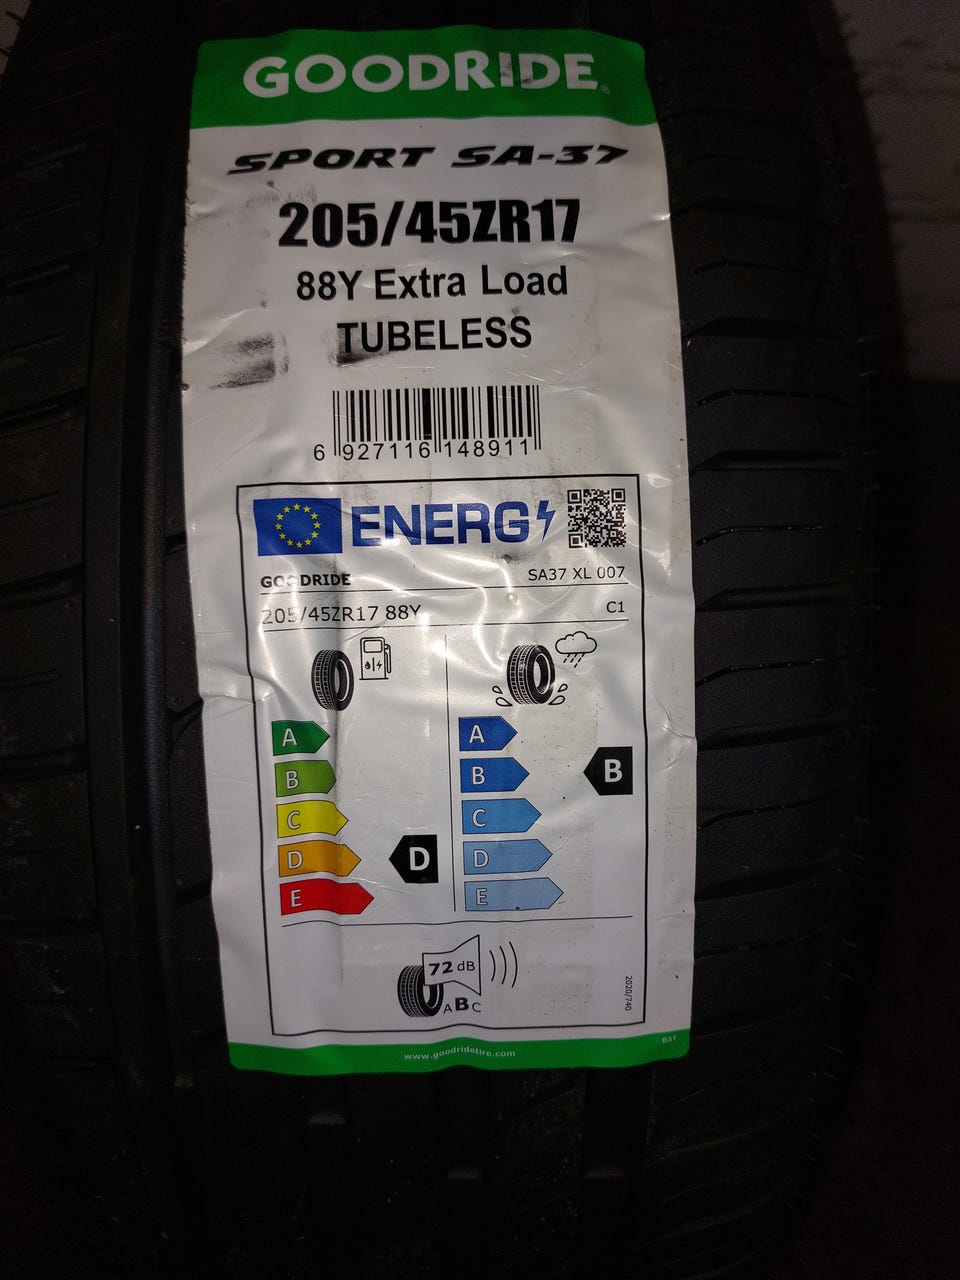 GOODRIDE®
SPORT SA-37
205/45ZR17
88Y Extra Load
TUBELESS
6 927116 148911
ENERG
GOODRIDE SA37 XL 007
205/45ZR17 88Y C1
A A
B B B
C C
D D D
E E
72 dB
ABC
2020/740
BST
www.goodridetire.com